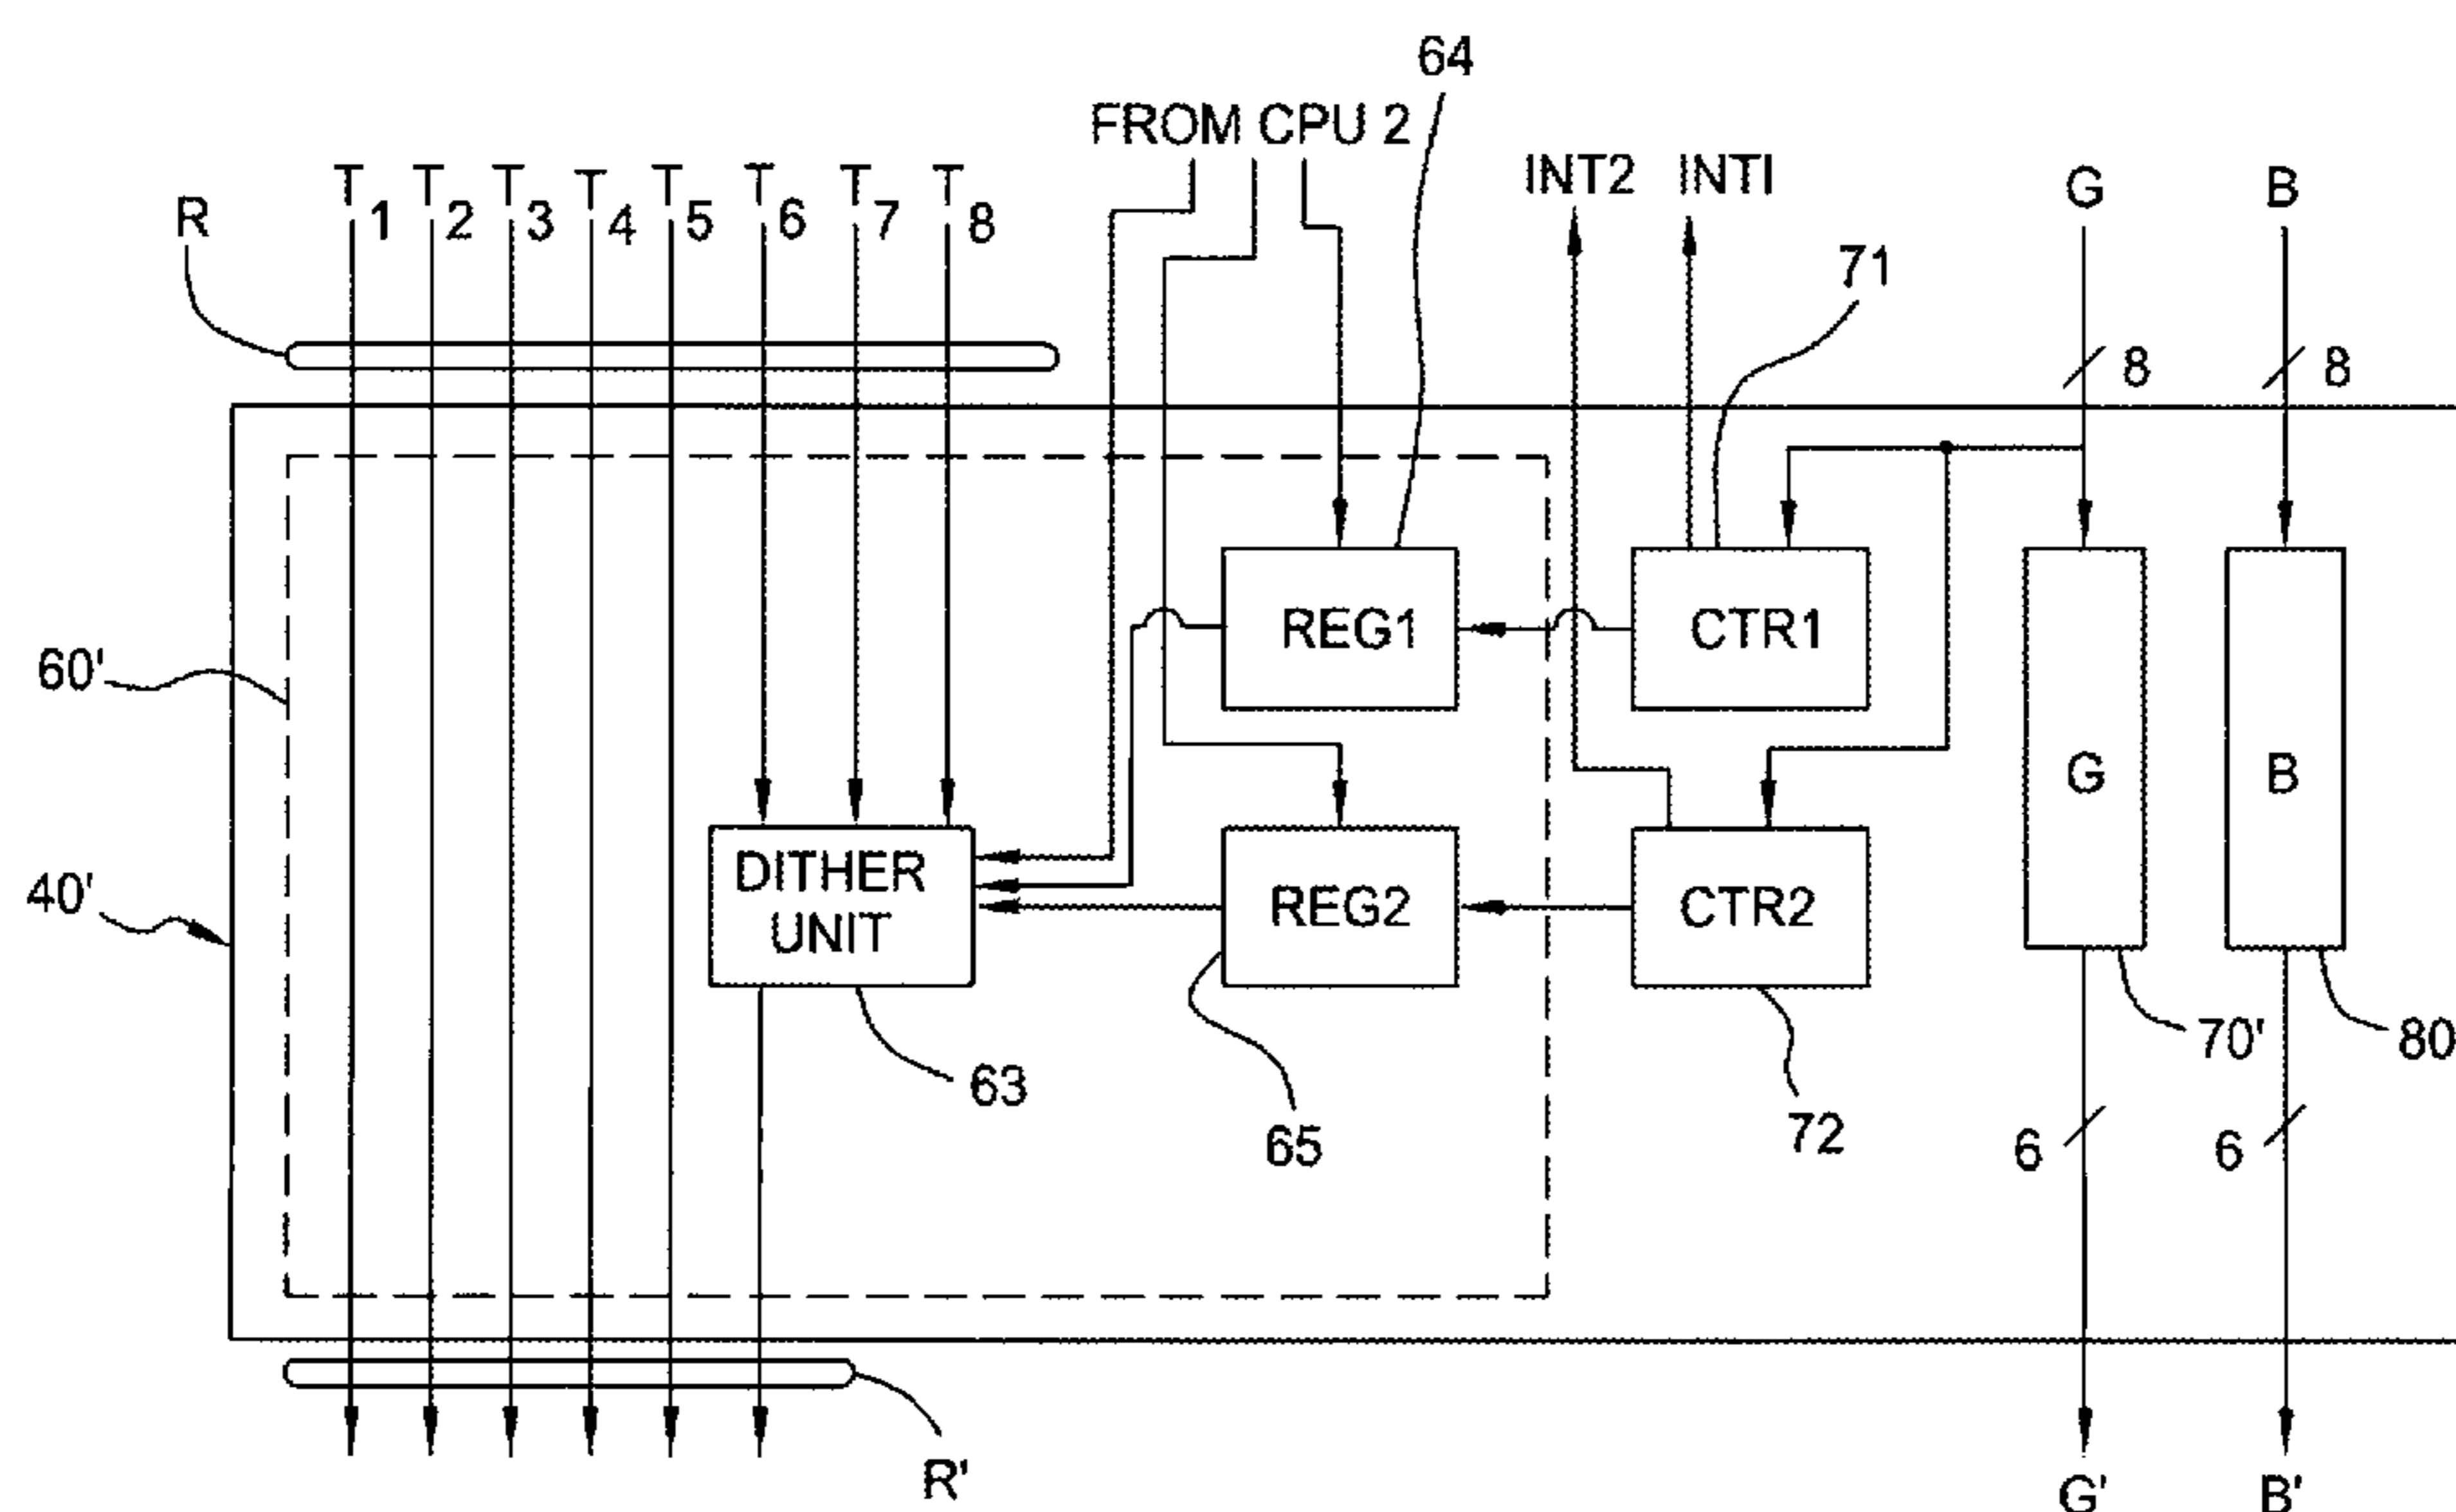 64
FROM CPU 2
T1 T2 T3 T4 T5 T6 T7 T8
INT2 INTI
G B
R
71
8 8
60'
REG1 CTR1
G B
40'
DITHER
UNIT
REG2 CTR2
63
65
72
70' 80
6 6
R'
G' B'